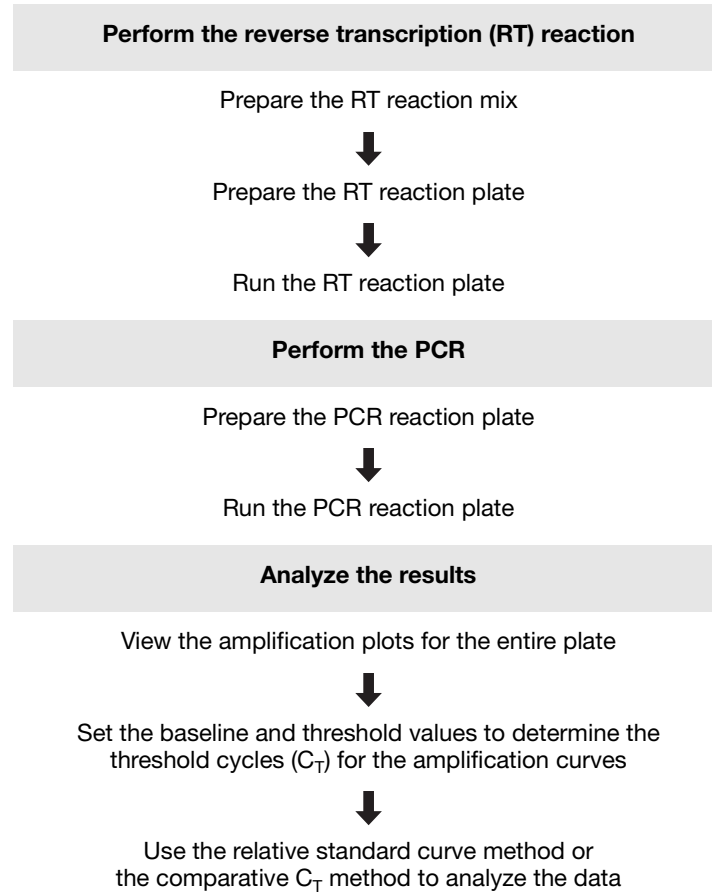 Perform the reverse transcription (RT) reaction
Prepare the RT reaction mix
Prepare the RT reaction plate
Run the RT reaction plate
Perform the PCR
Prepare the PCR reaction plate
Run the PCR reaction plate
Analyze the results
View the amplification plots for the entire plate
Set the baseline and threshold values to determine the
threshold cycles (CT) for the amplification curves
Use the relative standard curve method or
the comparative CT method to analyze the data